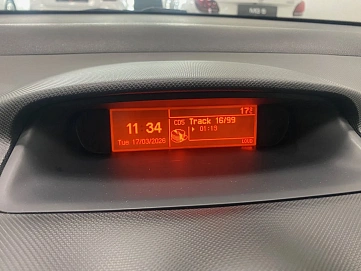 17°
11 34
CDS Track 16/99
01:19
Tue 17/03/2026
LOUD